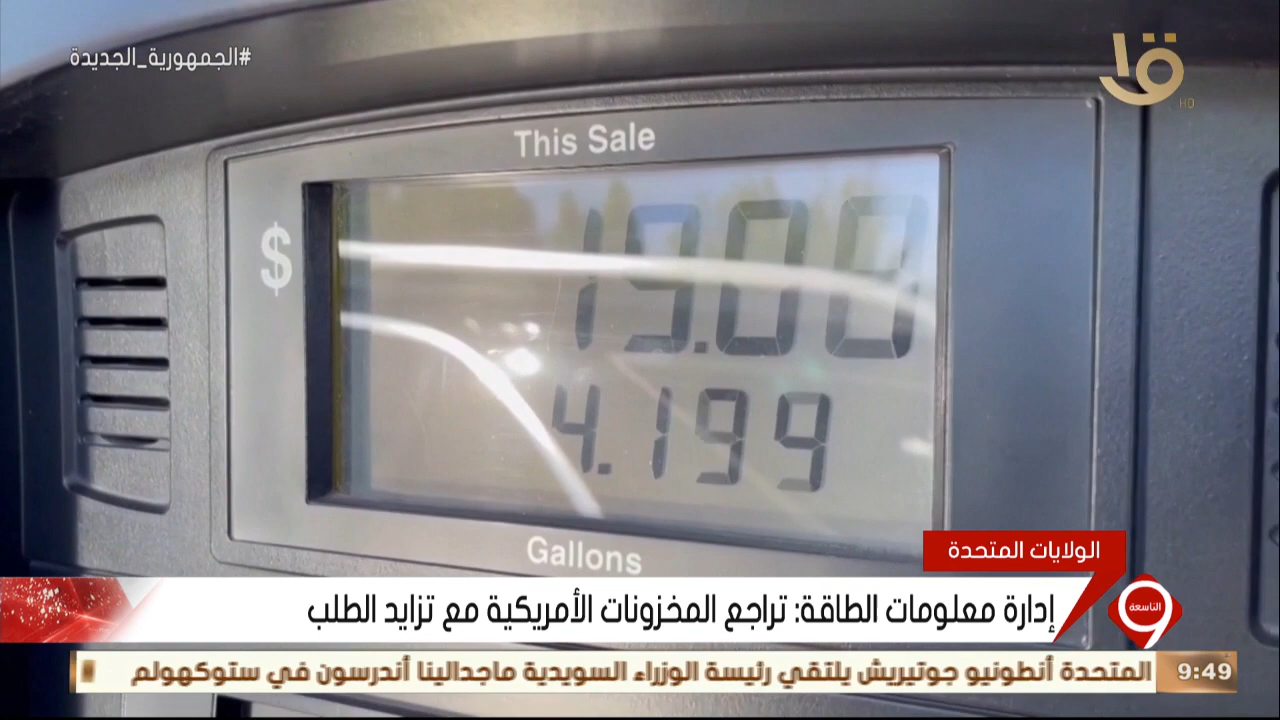 #الجمهورية_الجديدة
HD
This Sale
$
19.00
4.199
Gallons
الولايات المتحدة
إدارة معلومات الطاقة: تراجع المخزونات الأمريكية مع تزايد الطلب
التاسعة
المتحدة أنطونيو جوتيريش يلتقي رئيسة الوزراء السويدية ماجدالينا أندرسون في ستوكهولم
9:49